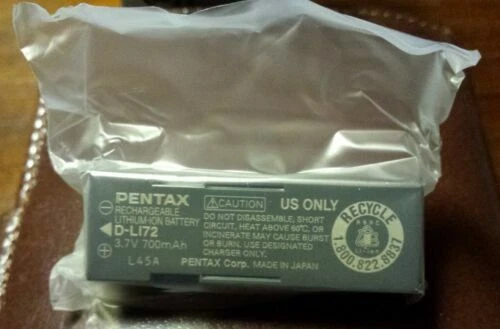 PENTAX
RECHARGEABLE
LITHIUM-ION BATTERY
D-LI72
3.7V 700mAh
L45A
CAUTION US ONLY
DO NOT DISASSEMBLE, SHORT
CIRCUIT, HEAT ABOVE 60°C, OR
INCINERATE MAY CAUSE BURST
OR BURN. USE DESIGNATED
CHARGER ONLY.
PENTAX Corp. MADE IN JAPAN
RECYCLE
1.800.822.8837